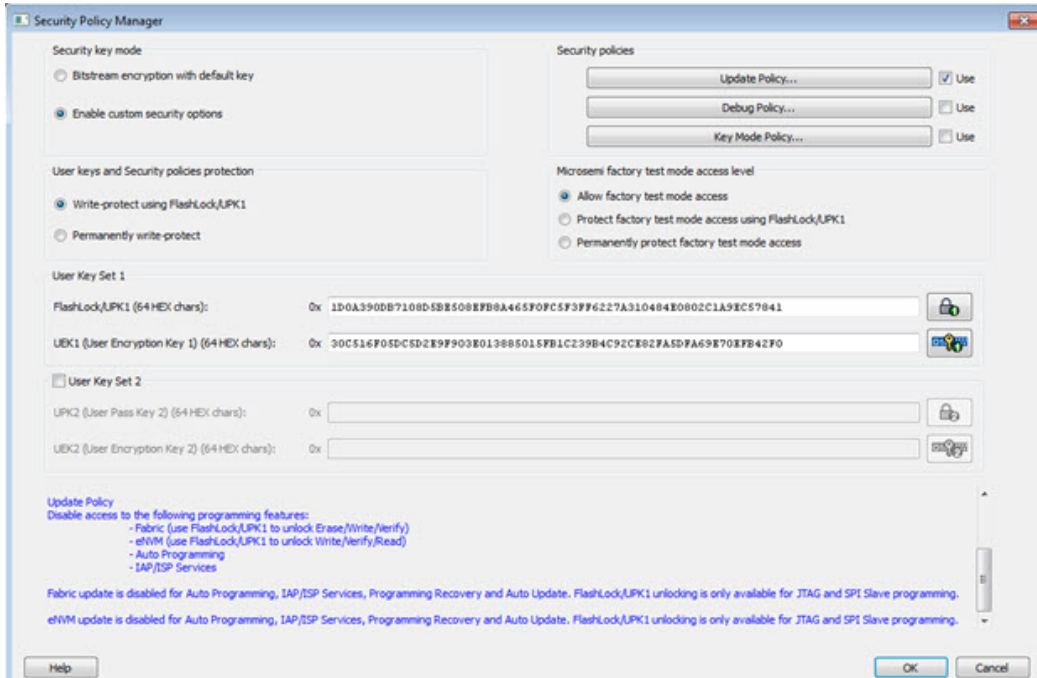 Security Policy Manager
Security key mode
Bitstream encryption with default key
Enable custom security options
Security policies
Update Policy...
Use
Debug Policy...
Use
Key Mode Policy...
Use
User keys and Security policies protection
Write-protect using FlashLock/UPK1
Permanently write-protect
Microsemi factory test mode access level
Allow factory test mode access
Protect factory test mode access using FlashLock/UPK1
Permanently protect factory test mode access
User Key Set 1
FlashLock/UPK1 (64 HEX chars): 0x 1D0A390DB7108D5BE508EFB8A465F0FC5F3FF6227A310484E0802C1A9EC57841
UEK1 (User Encryption Key 1) (64 HEX chars): 0x 30C516F05DC5D2E9F903E013885015FB1C239B4C92CE82FA5DFA69E70EFB42F0
User Key Set 2
UPK2 (User Pass Key 2) (64 HEX chars): 0x
UEK2 (User Encryption Key 2) (64 HEX chars): 0x
Update Policy
Disable access to the following programming features:
- Fabric (use FlashLock/UPK1 to unlock Erase/Write/Verify)
- eNVM (use FlashLock/UPK1 to unlock Write/Verify/Read)
- Auto Programming
- IAP/ISP Services
Fabric update is disabled for Auto Programming, IAP/ISP Services, Programming Recovery and Auto Update. FlashLock/UPK1 unlocking is only available for JTAG and SPI Slave programming.
eNVM update is disabled for Auto Programming, IAP/ISP Services, Programming Recovery and Auto Update. FlashLock/UPK1 unlocking is only available for JTAG and SPI Slave programming.
Help
OK
Cancel